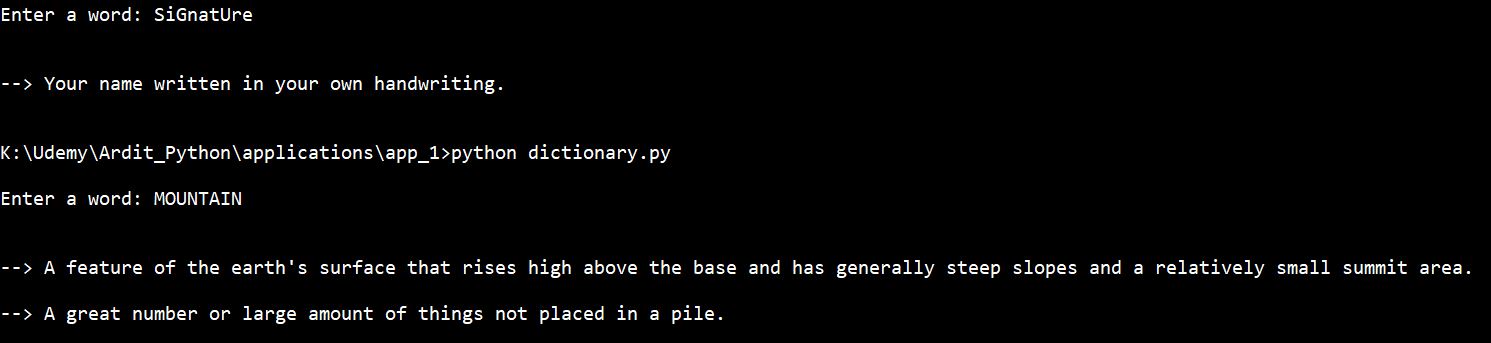 Enter a word: SiGnatUre
--> Your name written in your own handwriting.
K:\Udemy\Ardit_Python\applications\app_1>python dictionary.py
Enter a word: MOUNTAIN
--> A feature of the earth's surface that rises high above the base and has generally steep slopes and a relatively small summit area.
--> A great number or large amount of things not placed in a pile.